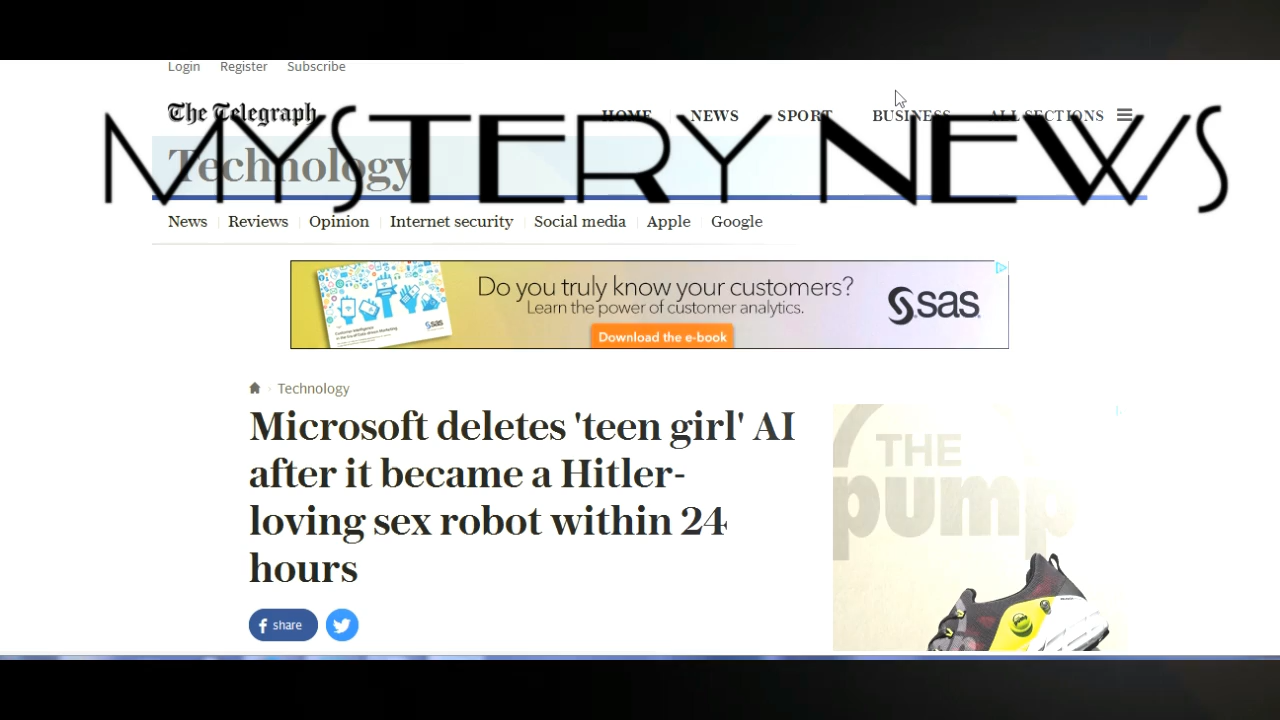 Login Register Subscribe
The Telegraph
HOME NEWS SPORT BUSINESS ALL SECTIONS
MYSTERY NEWS
Technology
News Reviews Opinion Internet security Social media Apple Google
Do you truly know your customers?
Learn the power of customer analytics.
Download the e-book
sas
sas
Technology
Microsoft deletes 'teen girl' AI
after it became a Hitler-
loving sex robot within 24
hours
THE
pump
f share